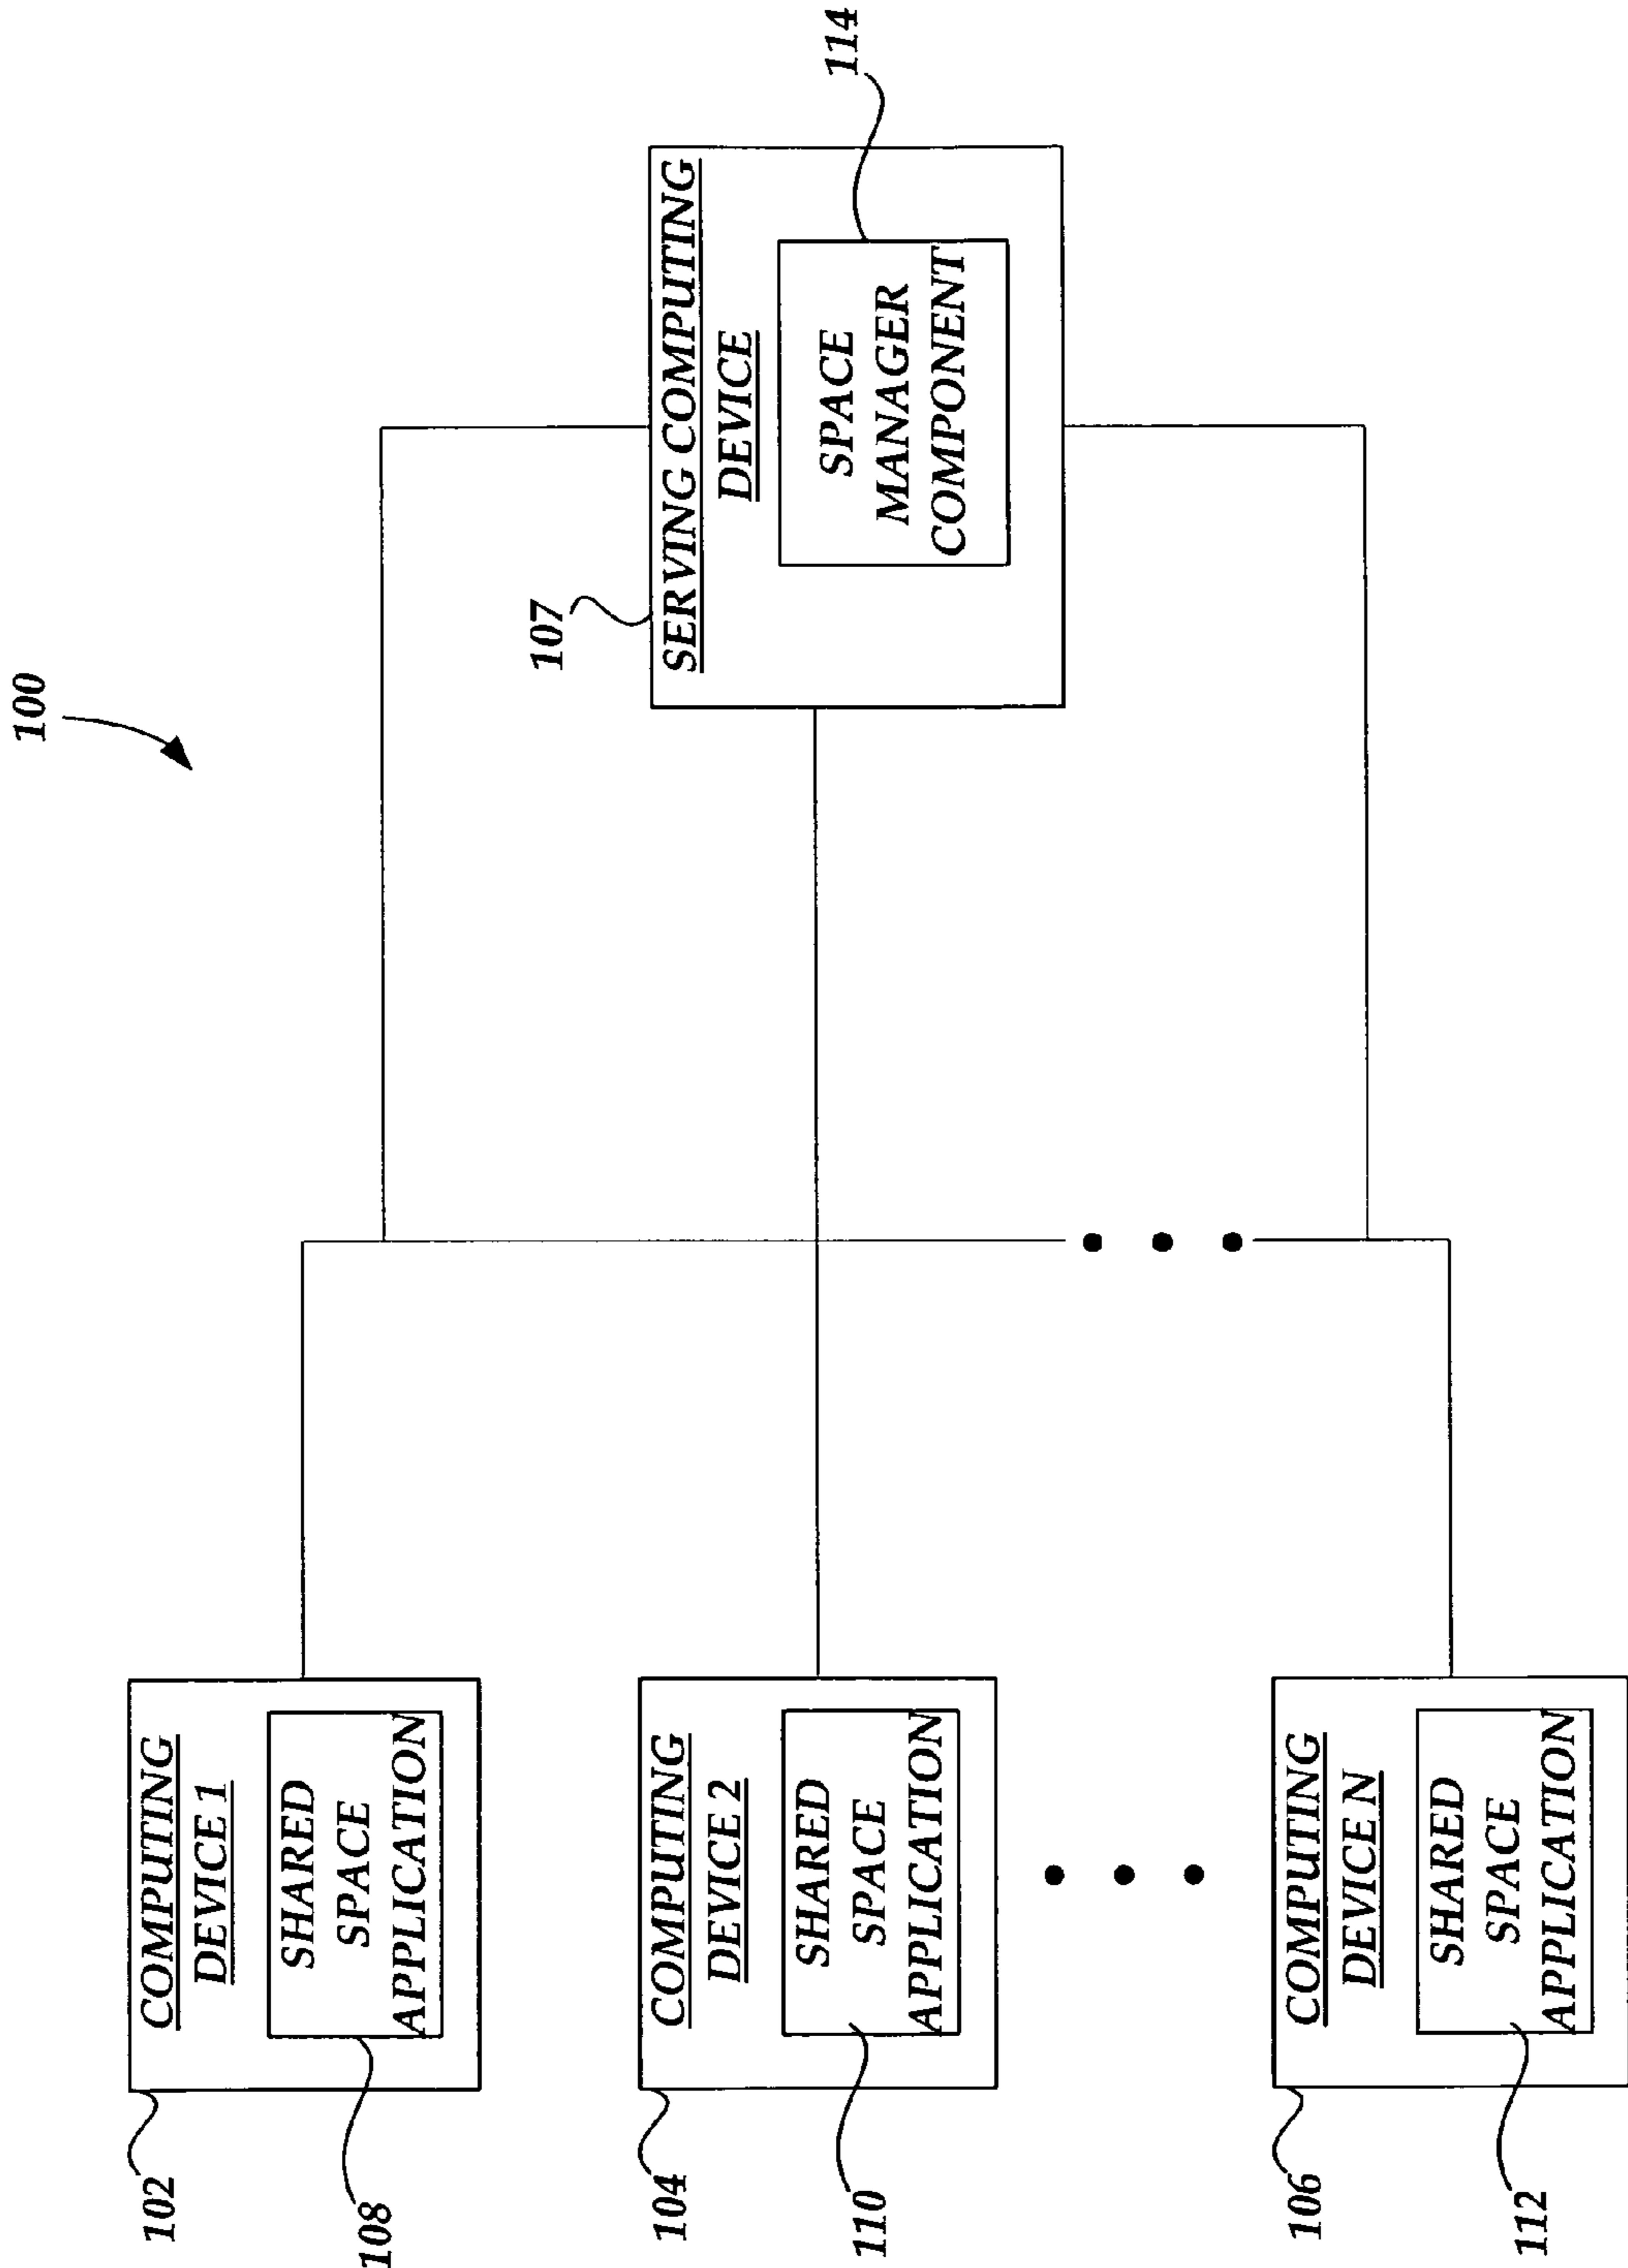 100
102
COMPUTING
DEVICE 1
SHARED
SPACE
APPLICATION
108
104
COMPUTING
DEVICE 2
SHARED
SPACE
APPLICATION
110
106
COMPUTING
DEVICE N
SHARED
SPACE
APPLICATION
112
107
SERVING COMPUTING
DEVICE
SPACE
MANAGER
COMPONENT
114